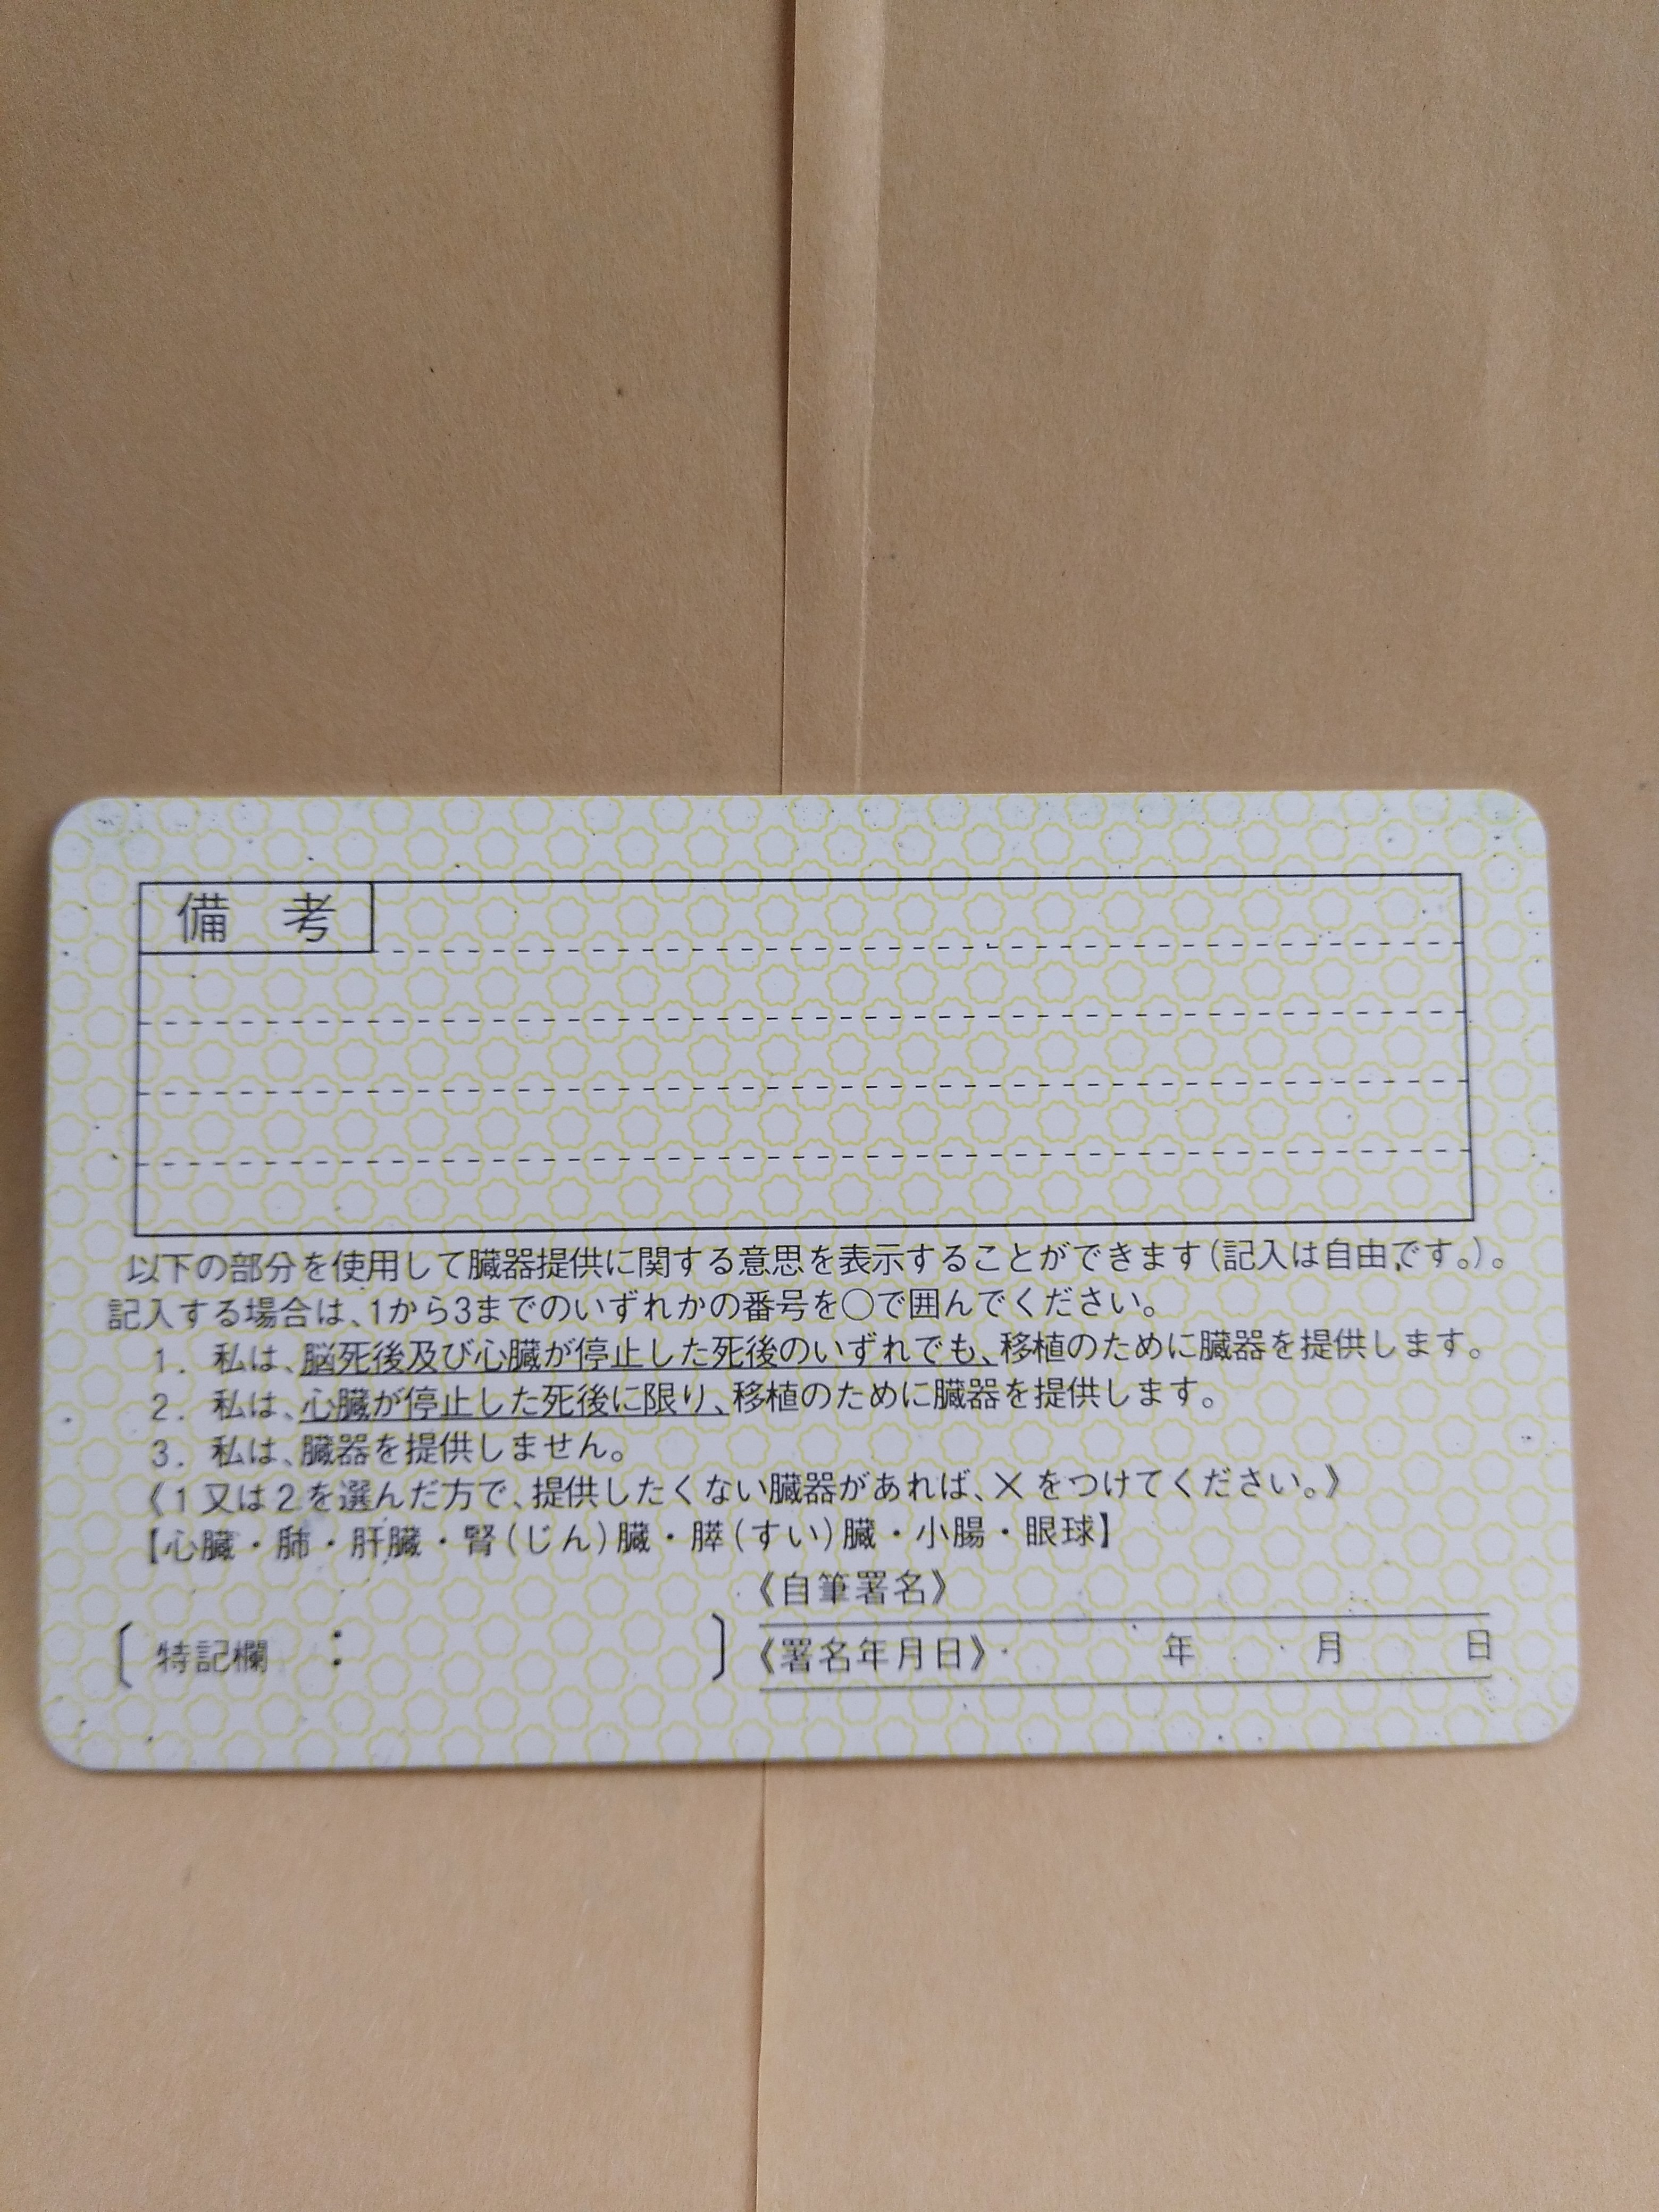 備 考
以下の部分を使用して臓器提供に関する意思を表示することができます(記入は自由です。)。
記入する場合は、1から3までのいずれかの番号を○で囲んでください。
1. 私は、脳死後及び心臓が停止した死後のいずれでも、移植のために臓器を提供します。
2. 私は、心臓が停止した死後に限り、移植のために臓器を提供します。
3. 私は、臓器を提供しません。
《1又は2を選んだ方で、提供したくない臓器があれば、×をつけてください。》
【心臓・肺・肝臓・腎(じん)臓・膵(すい)臓・小腸・眼球】
《自筆署名》
〔特記欄 : 〕
《署名年月日》 年 月 日